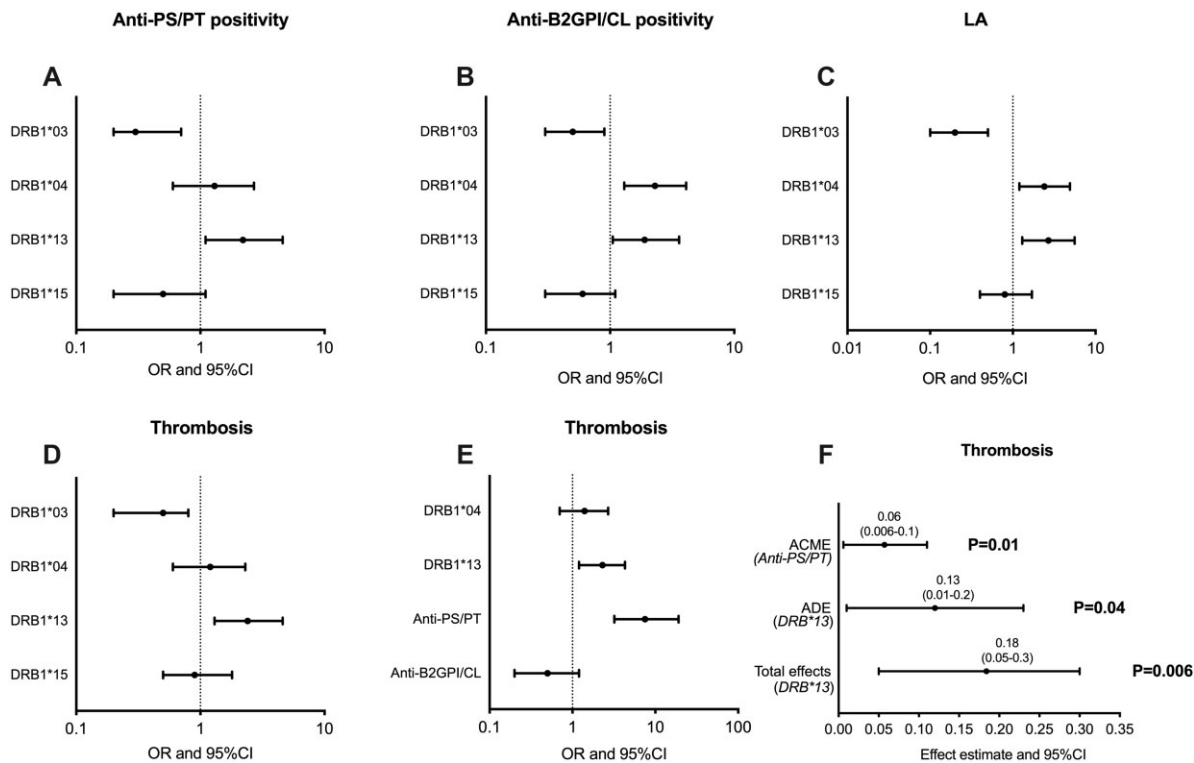 Anti-PS/PT positivity
A
DRB1*03
DRB1*04
DRB1*13
DRB1*15
0.1 1 10
OR and 95%CI
Anti-B2GPI/CL positivity
B
DRB1*03
DRB1*04
DRB1*13
DRB1*15
0.1 1 10
OR and 95%CI
LA
C
DRB1*03
DRB1*04
DRB1*13
DRB1*15
0.01 0.1 1 10
OR and 95%CI
Thrombosis
D
DRB1*03
DRB1*04
DRB1*13
DRB1*15
0.1 1 10
OR and 95%CI
Thrombosis
E
DRB1*04
DRB1*13
Anti-PS/PT
Anti-B2GPI/CL
0.1 1 10 100
OR and 95%CI
F
Thrombosis
0.06
(0.006-0.1)
ACME
(Anti-PS/PT)
P=0.01
0.13
(0.01-0.2)
ADE
(DRB*13)
P=0.04
0.18
(0.05-0.3)
Total effects
(DRB*13)
P=0.006
0.00 0.05 0.10 0.15 0.20 0.25 0.30 0.35
Effect estimate and 95%CI